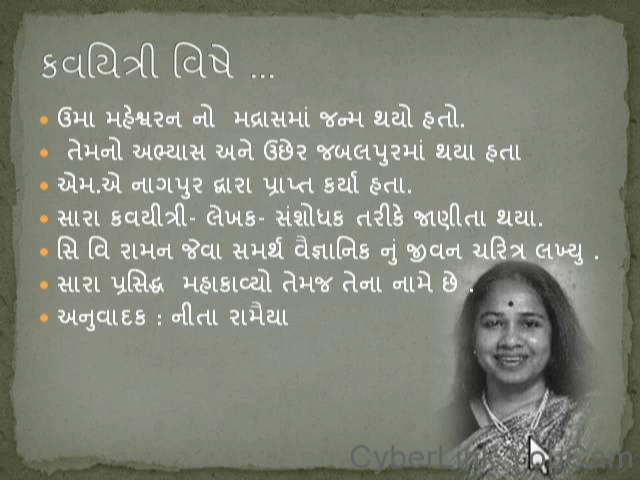 કવયિત્રી વિષે ...
ઉમા મહેશ્વરન નો મદ્રાસમાં જન્મ થયો હતો.
તેમનો અભ્યાસ અને ઉછેર જબલપુરમાં થયા હતા
એમ.એ નાગપુર દ્વારા પ્રાપ્ત કર્યા હતા.
સારા કવયીત્રી- લેખક- સંશોધક તરીકે જાણીતા થયા.
સિ વિ રામન જેવા સમર્થ વૈજ્ઞાનિક નું જીવન ચરિત્ર લખ્યુ .
સારા પ્રસિદ્ધ મહાકાવ્યો તેમજ તેના નામે છે .
અનુવાદક : નીતા રામૈયા